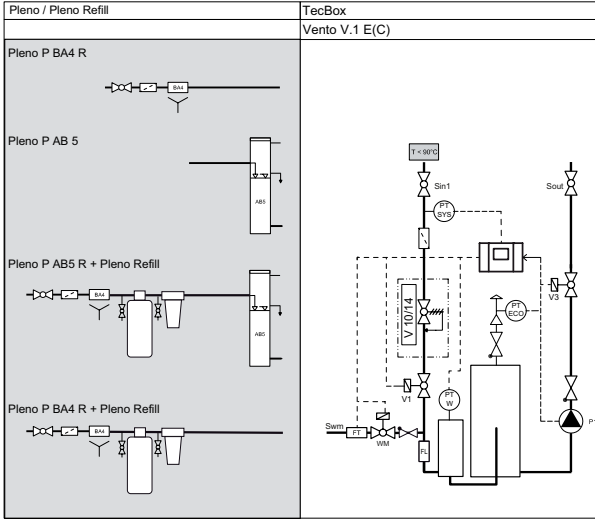 Pleno / Pleno Refill
TecBox
Vento V.1 E(C)
Pleno P BA4 R
BA4
Pleno P AB 5
AB5
Pleno P AB5 R + Pleno Refill
BA4
AB5
Pleno P BA4 R + Pleno Refill
BA4
T < 90°C
Sin1
Sout
PT
SYS
V3
PT
ECO
V 10/14
V1
PT
W
Swm
FT
WM
FL